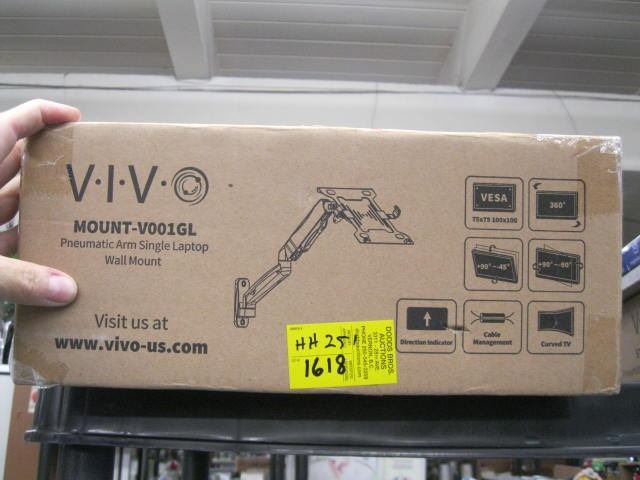 V·I·V·O
MOUNT-V001GL
Pneumatic Arm Single Laptop
Wall Mount
Visit us at
www.vivo-us.com
VESA
75x75 100x100
360°
+90° ~ -45°
+90° ~ -90°
Direction Indicator
Cable
Management
Curved TV
HH 25
1618
DODDS BROS.
AUCTIONS
VERNON, B.C.